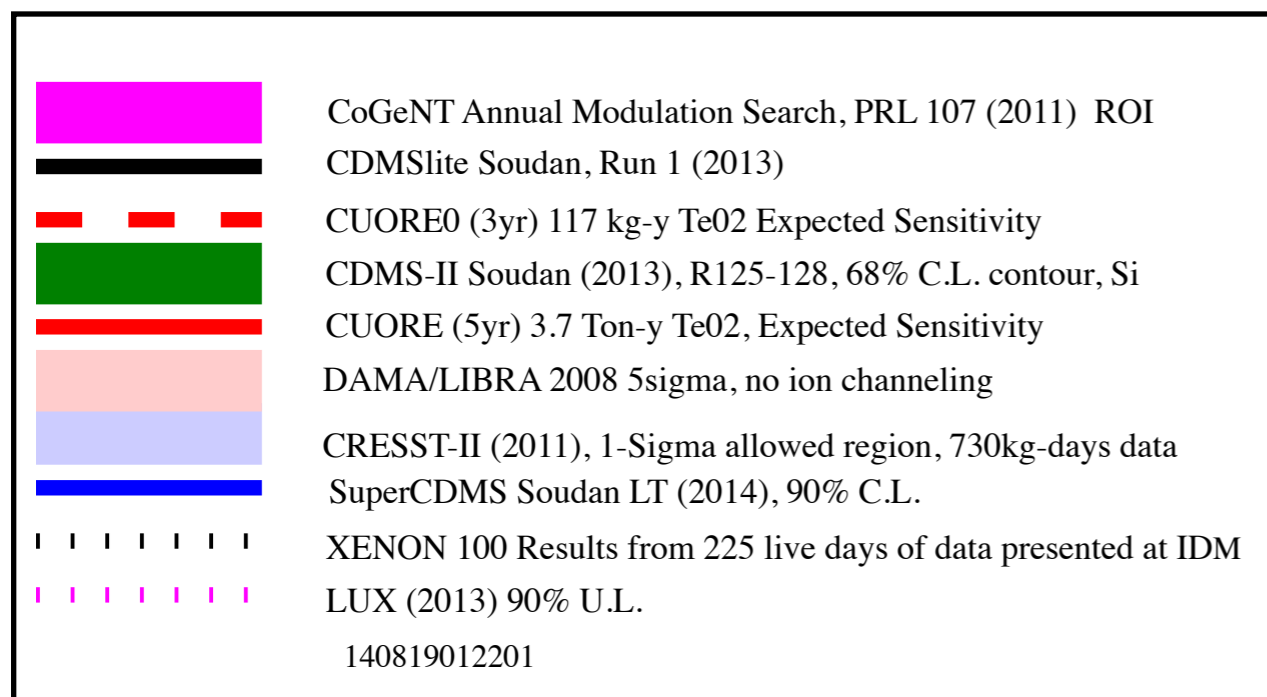 CoGeNT Annual Modulation Search, PRL 107 (2011) ROI
CDMSlite Soudan, Run 1 (2013)
CUORE0 (3yr) 117 kg-y Te02 Expected Sensitivity
CDMS-II Soudan (2013), R125-128, 68% C.L. contour, Si
CUORE (5yr) 3.7 Ton-y Te02, Expected Sensitivity
DAMA/LIBRA 2008 5sigma, no ion channeling
CRESST-II (2011), 1-Sigma allowed region, 730kg-days data
SuperCDMS Soudan LT (2014), 90% C.L.
XENON 100 Results from 225 live days of data presented at IDM
LUX (2013) 90% U.L.
140819012201